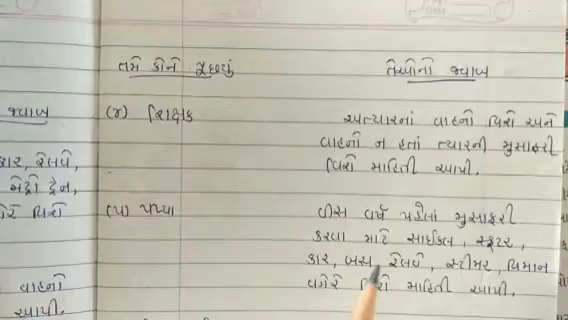 તમે કોને પૂછયું
તેઓનો જવાબ
જવાબ
કાર, રેલવે,
મેટ્રો ટ્રેન,
વિશે
વાહનો
આપી.
(૪) શિક્ષક
અત્યારનાં વાહનો વિશે અને
વાહનો ન હતાં ત્યારની મુસાફરી
વિશે માહિતી આપી.
(૫) પપ્પા
વીસ વર્ષ પહેલાં મુસાફરી
કરવા માટે સાઈકલ, સ્કૂટર,
કાર, બસ, રેલવે, સ્ટીમર, વિમાન
વગેરે વિશે માહિતી આપી.